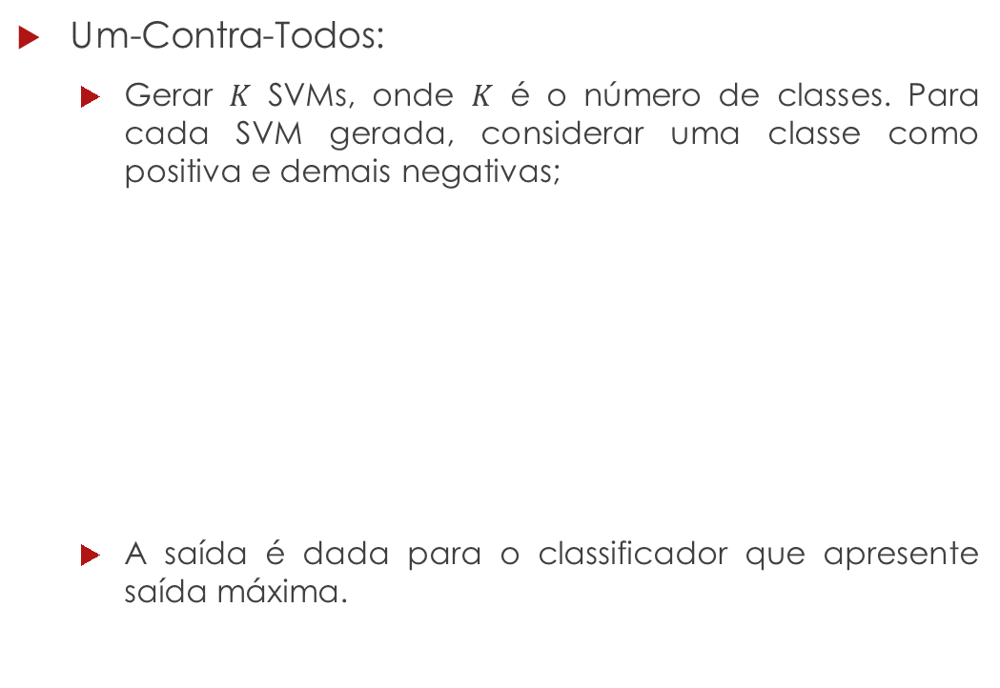 Um-Contra-Todos:
Gerar K SVMs, onde K é o número de classes. Para
cada SVM gerada, considerar uma classe como
positiva e demais negativas;
A saída é dada para o classificador que apresente
saída máxima.